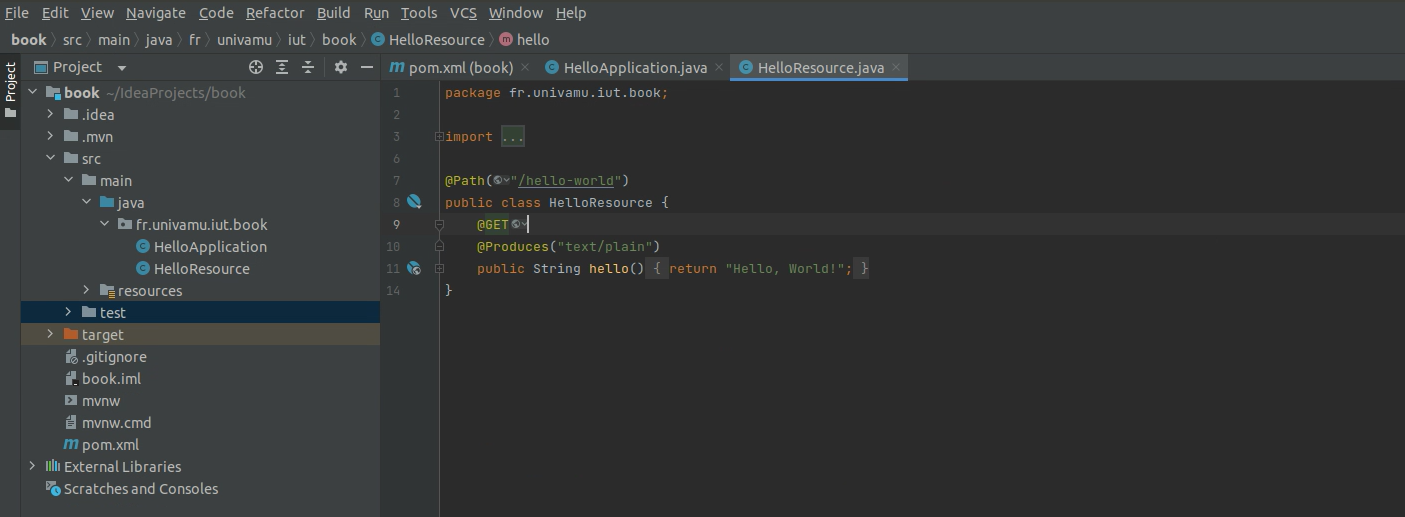 File Edit View Navigate Code Refactor Build Run Tools VCS Window Help
book src main java fr univamu iut book HelloResource hello
Project
Project
book ~/IdeaProjects/book
.idea
.mvn
src
main
java
fr.univamu.iut.book
HelloApplication
HelloResource
resources
test
target
.gitignore
book.iml
mvnw
mvnw.cmd
pom.xml
External Libraries
Scratches and Consoles
pom.xml (book) HelloApplication.java HelloResource.java
1 package fr.univamu.iut.book;
2
3 import ...
6
7 @Path("/hello-world")
8 public class HelloResource {
9 @GET
10 @Produces("text/plain")
11 public String hello() { return "Hello, World!"; }
14 }